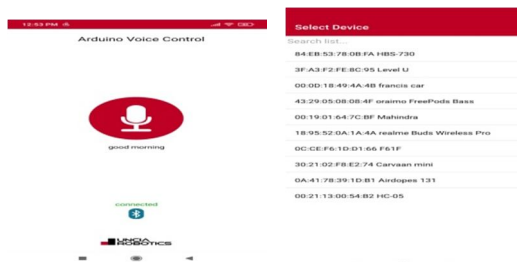 12:53 PM
Arduino Voice Control
good morning
connected
LINCIA
ROBOTICS
Select Device
Search list...
84:EB:53:78:0B:FA HBS-730
3F:A3:F2:FE:8C:95 Level U
00:0D:18:49:4A:4B francis car
43:29:05:08:08:4F oraimo FreePods Bass
00:19:01:64:7C:BF Mahindra
18:95:52:0A:1A:4A realme Buds Wireless Pro
0C:CE:F6:1D:D1:66 F61F
30:21:02:F8:E2:74 Carvaan mini
0A:41:78:39:1D:B1 Airdopes 131
00:21:13:00:54:B2 HC-05